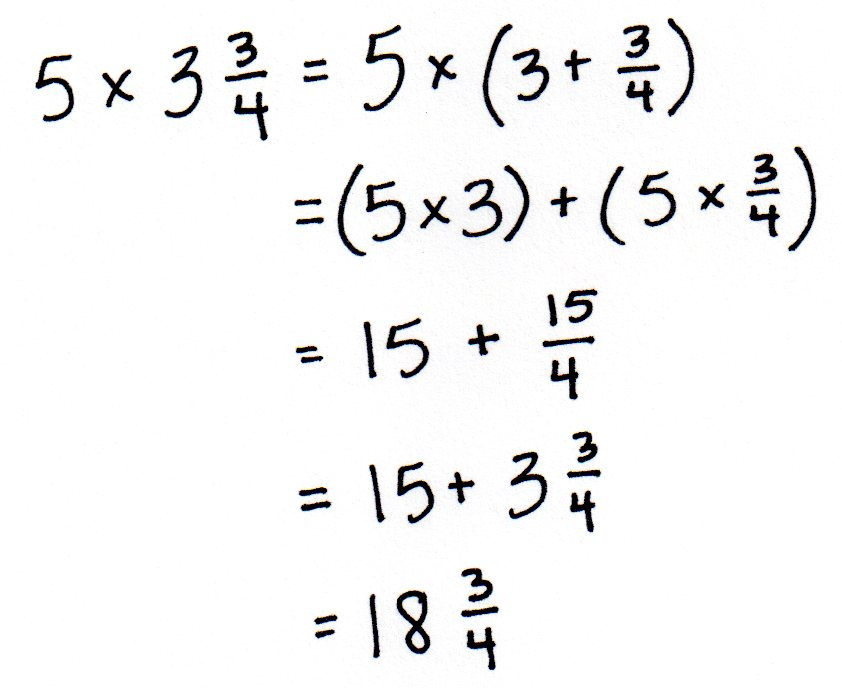 5 × 3 3/4 = 5 × (3 + 3/4)
= (5 × 3) + (5 × 3/4)
= 15 + 15/4
= 15 + 3 3/4
= 18 3/4